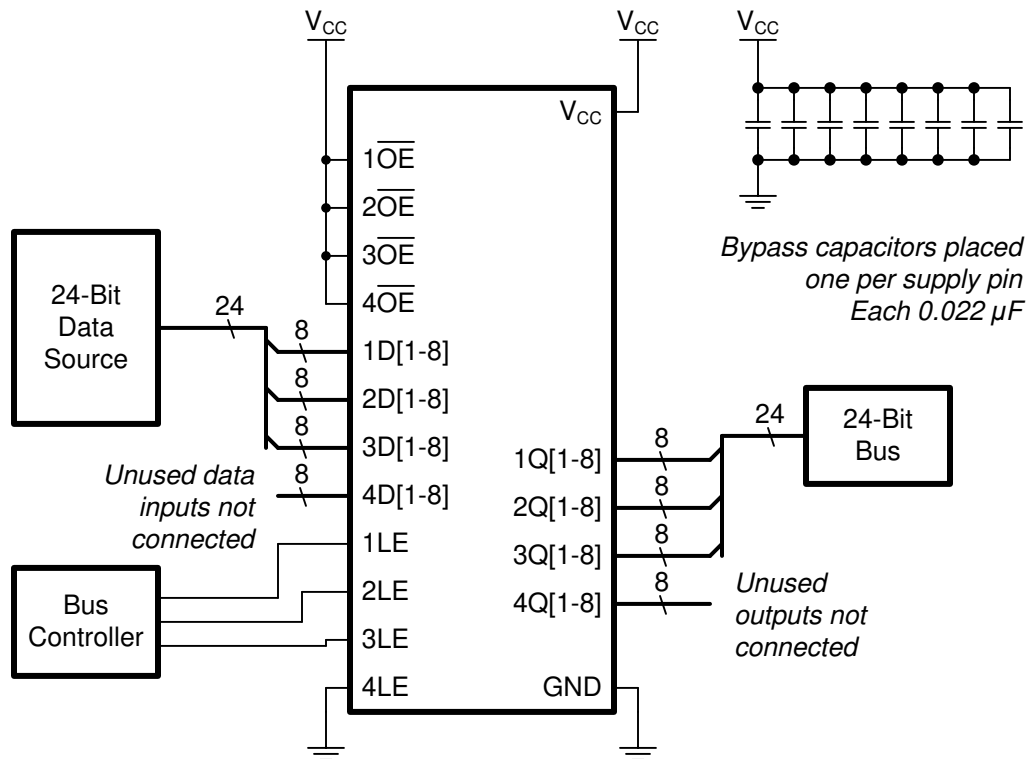 VCC
VCC
VCC
VCC
1OE
2OE
3OE
4OE
24-Bit
Data
Source
24
8
1D[1-8]
8
2D[1-8]
8
3D[1-8]
8
4D[1-8]
Unused data
inputs not
connected
1LE
2LE
3LE
4LE
Bus
Controller
Bypass capacitors placed
one per supply pin
Each 0.022 µF
24-Bit
Bus
24
1Q[1-8]
8
2Q[1-8]
8
3Q[1-8]
8
4Q[1-8]
8
Unused
outputs not
connected
GND